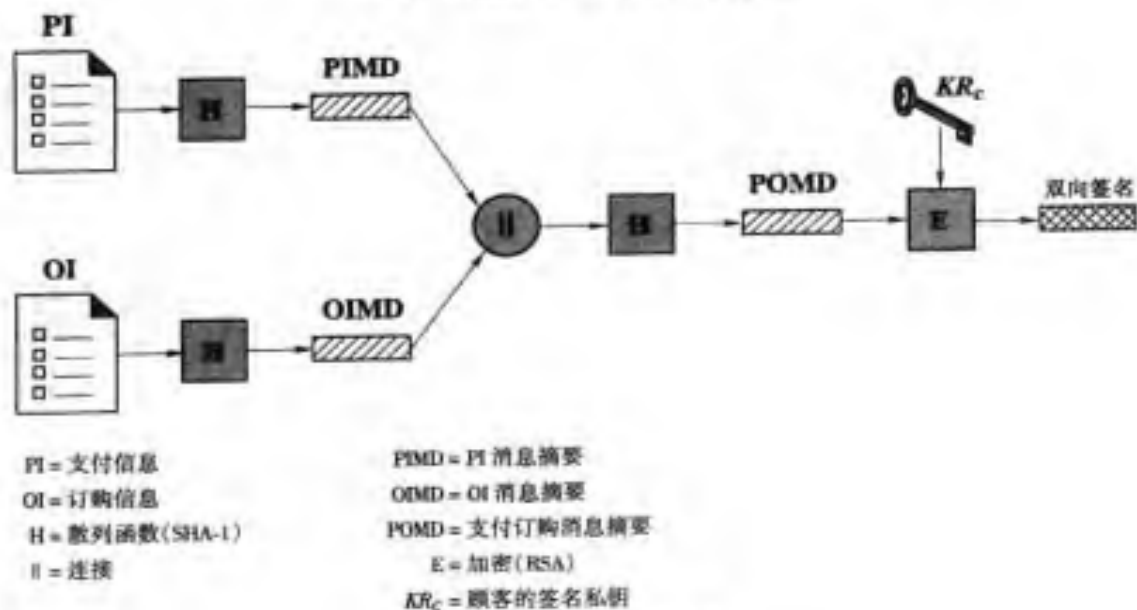 PI
PIMD
H
KRc
POMD
双向签名
||
H
E
OI
OIMD
H
PI = 支付信息
OI = 订购信息
H = 散列函数(SHA-1)
|| = 连接
PIMD = PI 消息摘要
OIMD = OI 消息摘要
POMD = 支付订购消息摘要
E = 加密(RSA)
KRc = 顾客的签名私钥